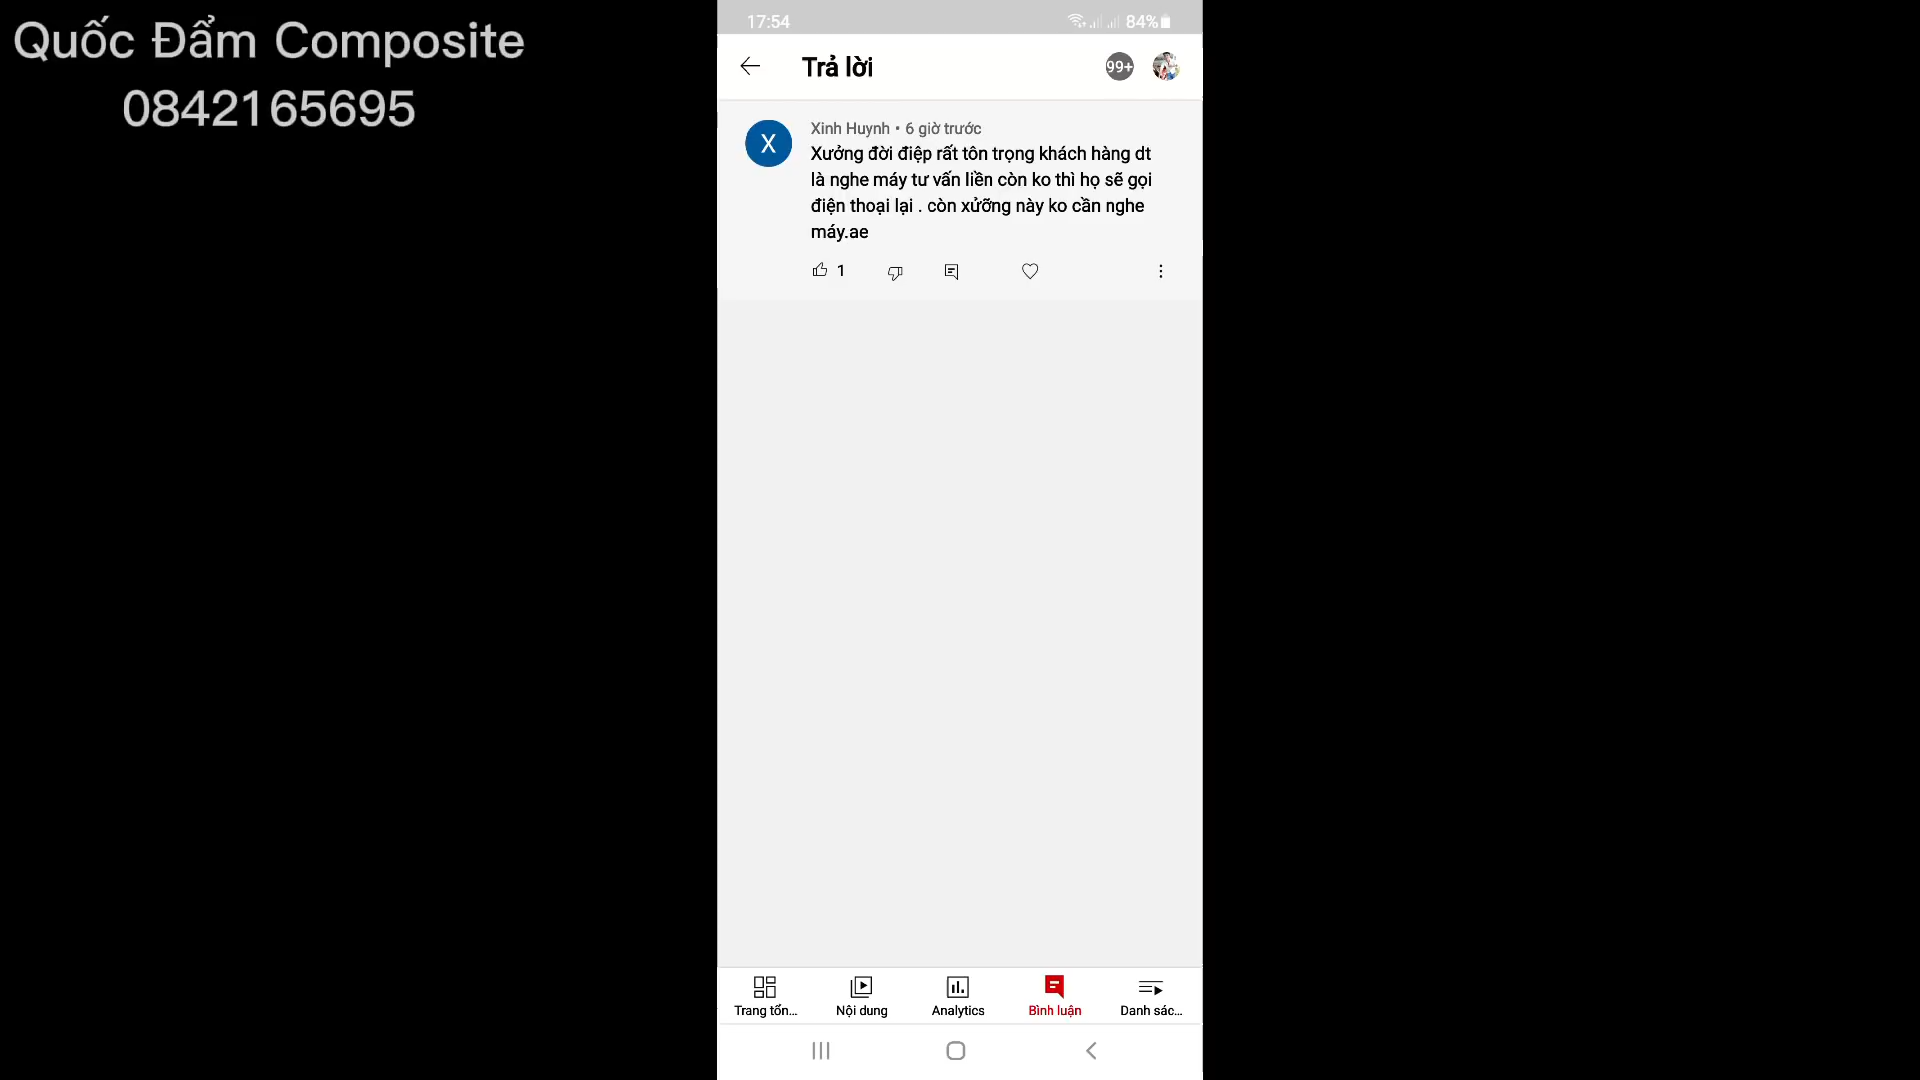 Quốc Đẩm Composite
0842165695
17:54
84%
Trả lời
99+
X
Xinh Huynh • 6 giờ trước
Xưởng đời điệp rất tôn trọng khách hàng dt
là nghe máy tư vấn liền còn ko thì họ sẽ gọi
điện thoại lại . còn xửỡng này ko cần nghe
máy.ae
1
Trang tổn...
Nội dung
Analytics
Bình luận
Danh sác...